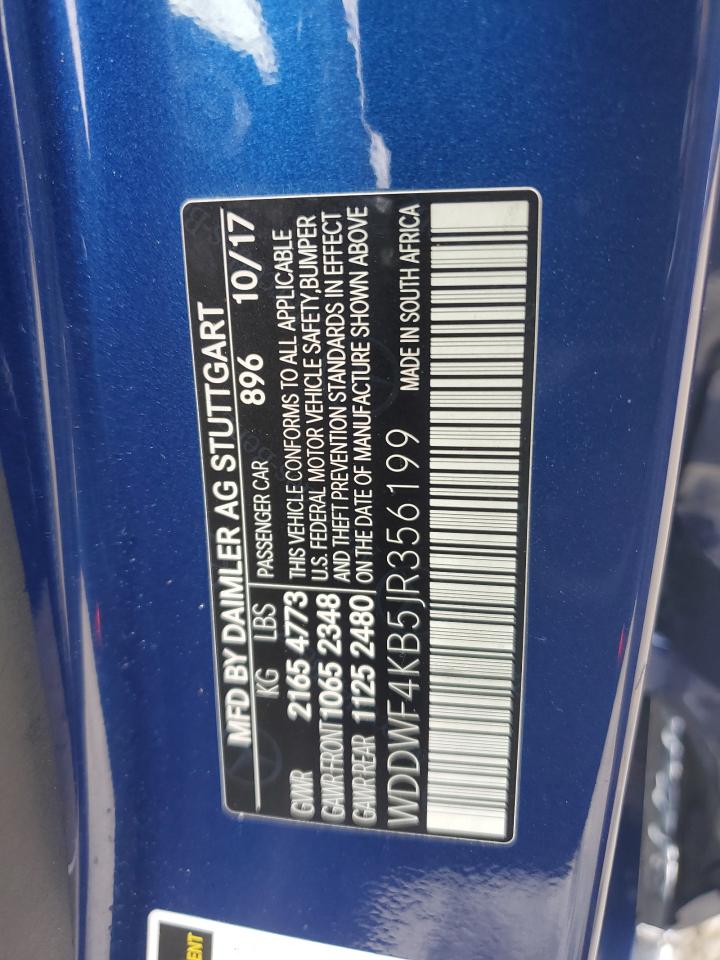 MFD BY DAIMLER AG STUTTGART
KG LBS PASSENGER CAR 896 10/17
GVWR 2165 4773 THIS VEHICLE CONFORMS TO ALL APPLICABLE
U.S. FEDERAL MOTOR VEHICLE SAFETY, BUMPER
GAWR FRONT 1065 2348 AND THEFT PREVENTION STANDARDS IN EFFECT
GAWR REAR 1125 2480 ON THE DATE OF MANUFACTURE SHOWN ABOVE
WDDWF4KB5JR356199 MADE IN SOUTH AFRICA